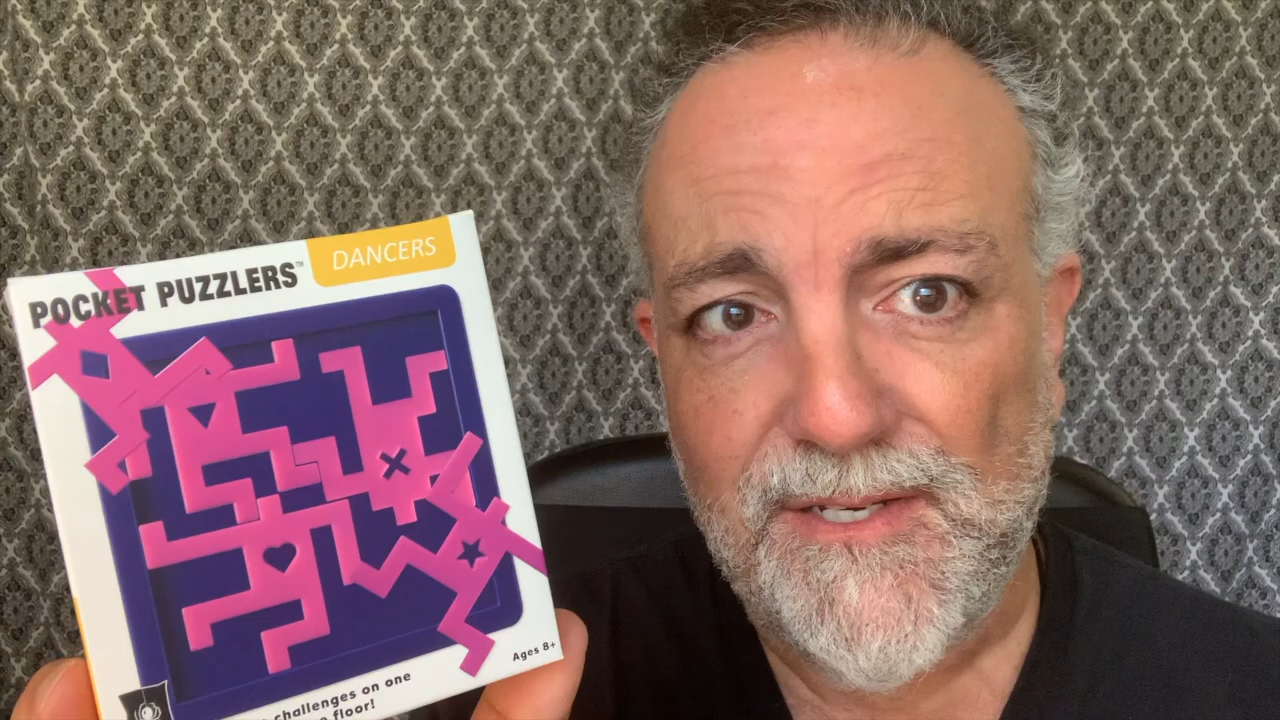 POCKET PUZZLERS™
DANCERS
Ages 8+
challenges on one
floor!